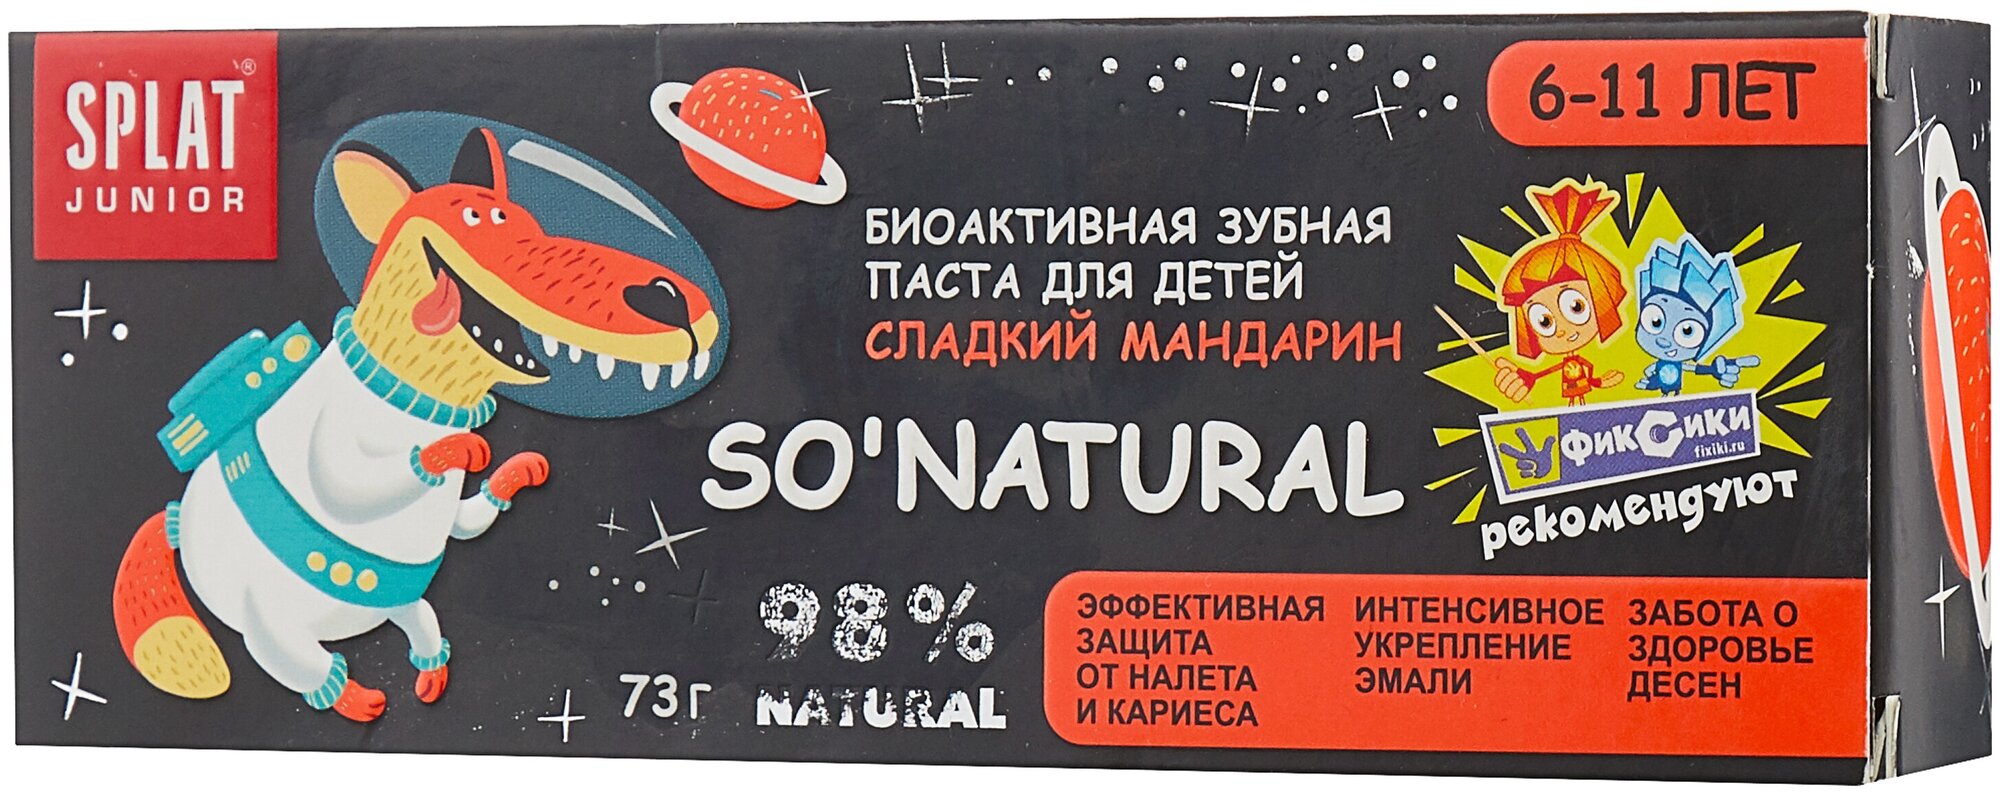 SPLAT®
JUNIOR
6-11 ЛЕТ
БИОАКТИВНАЯ ЗУБНАЯ
ПАСТА ДЛЯ ДЕТЕЙ
СЛАДКИЙ МАНДАРИН
SO'NATURAL
ФИКСИКИ
fixiki.ru
рекомендуют
98%
NATURAL
73 г
ЭФФЕКТИВНАЯ
ЗАЩИТА
ОТ НАЛЕТА
И КАРИЕСА
ИНТЕНСИВНОЕ
УКРЕПЛЕНИЕ
ЭМАЛИ
ЗАБОТА О
ЗДОРОВЬЕ
ДЕСЕН